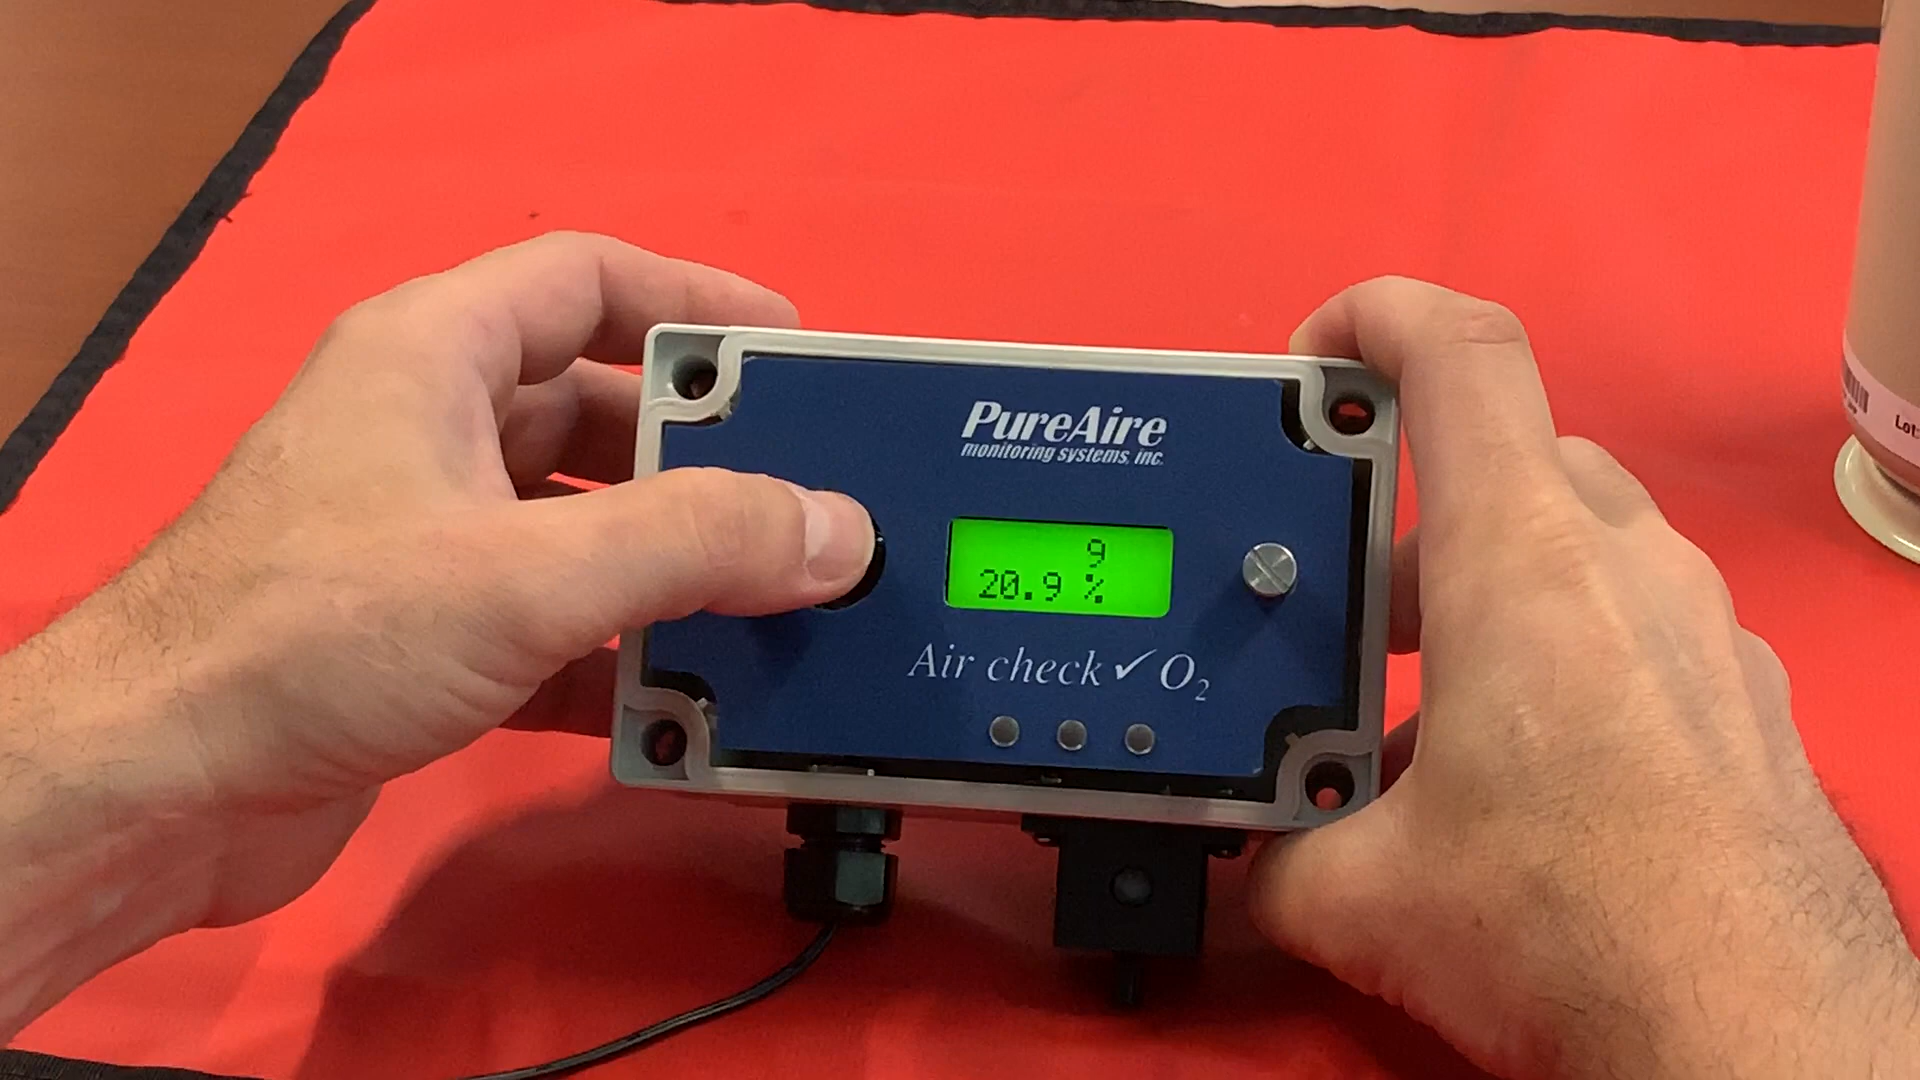 PureAire
monitoring systems, inc.
9
20.9 %
Air check ✓ O₂
Lot: